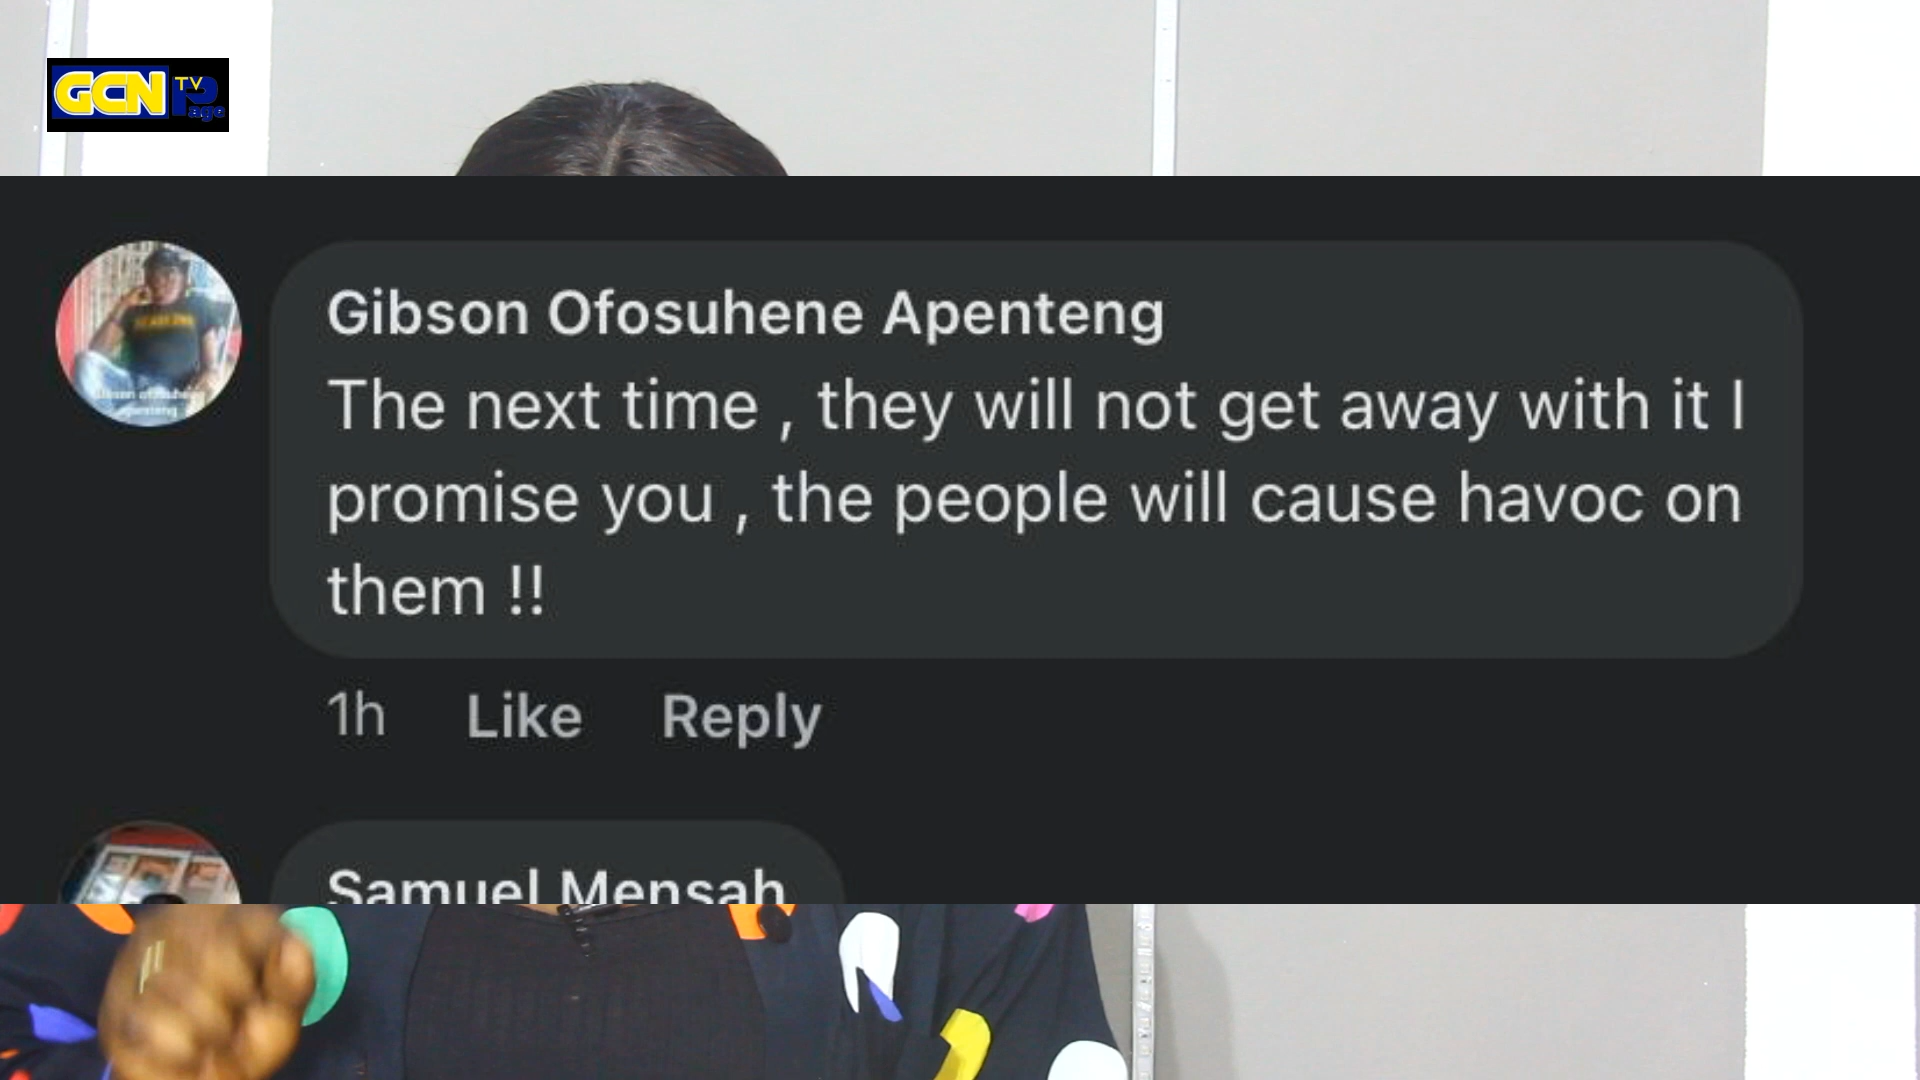 GCN TV Page
Gibson Ofosuhene Apenteng
The next time , they will not get away with it I
promise you , the people will cause havoc on
them !!
1h Like Reply
Samuel Mensah